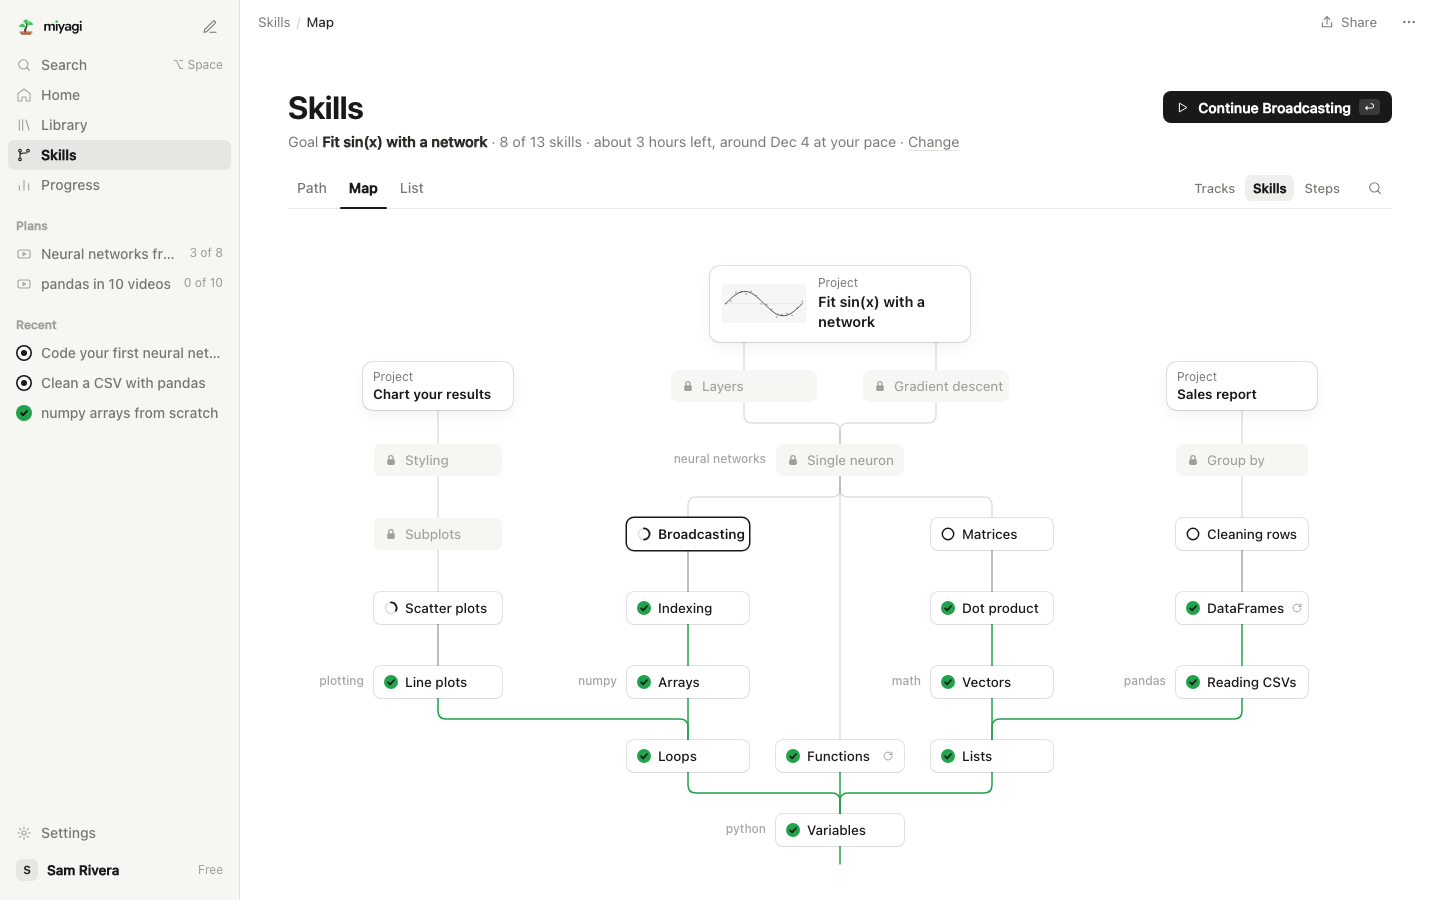 miyagi
Search
⌥ Space
Home
Library
Skills
Progress
Plans
Neural networks fr...
3 of 8
pandas in 10 videos
0 of 10
Recent
Code your first neural net...
Clean a CSV with pandas
numpy arrays from scratch
Settings
S
Sam Rivera
Free
Skills / Map
Share
Skills
Continue Broadcasting
Goal Fit sin(x) with a network · 8 of 13 skills · about 3 hours left, around Dec 4 at your pace · Change
Path
Map
List
Tracks
Skills
Steps
Project
Fit sin(x) with a
network
Project
Chart your results
Layers
Gradient descent
Project
Sales report
Styling
neural networks
Single neuron
Group by
Subplots
Broadcasting
Matrices
Cleaning rows
Scatter plots
Indexing
Dot product
DataFrames
plotting
Line plots
numpy
Arrays
math
Vectors
pandas
Reading CSVs
Loops
Functions
Lists
python
Variables